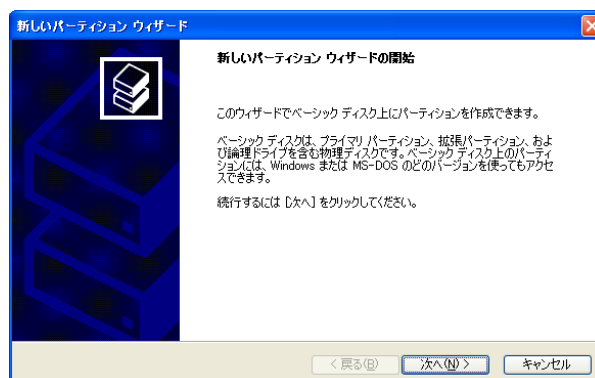 新しいパーティション ウィザード
新しいパーティション ウィザードの開始
このウィザードでベーシック ディスク上にパーティションを作成できます。
ベーシック ディスクは、プライマリ パーティション、拡張パーティション、およ
び論理ドライブを含む物理ディスクです。ベーシック ディスク上のパーティ
ションには、Windows または MS-DOS のどのバージョンを使ってもアクセ
スできます。
続行するには [次へ] をクリックしてください。
< 戻る(B) 次へ(N) > キャンセル